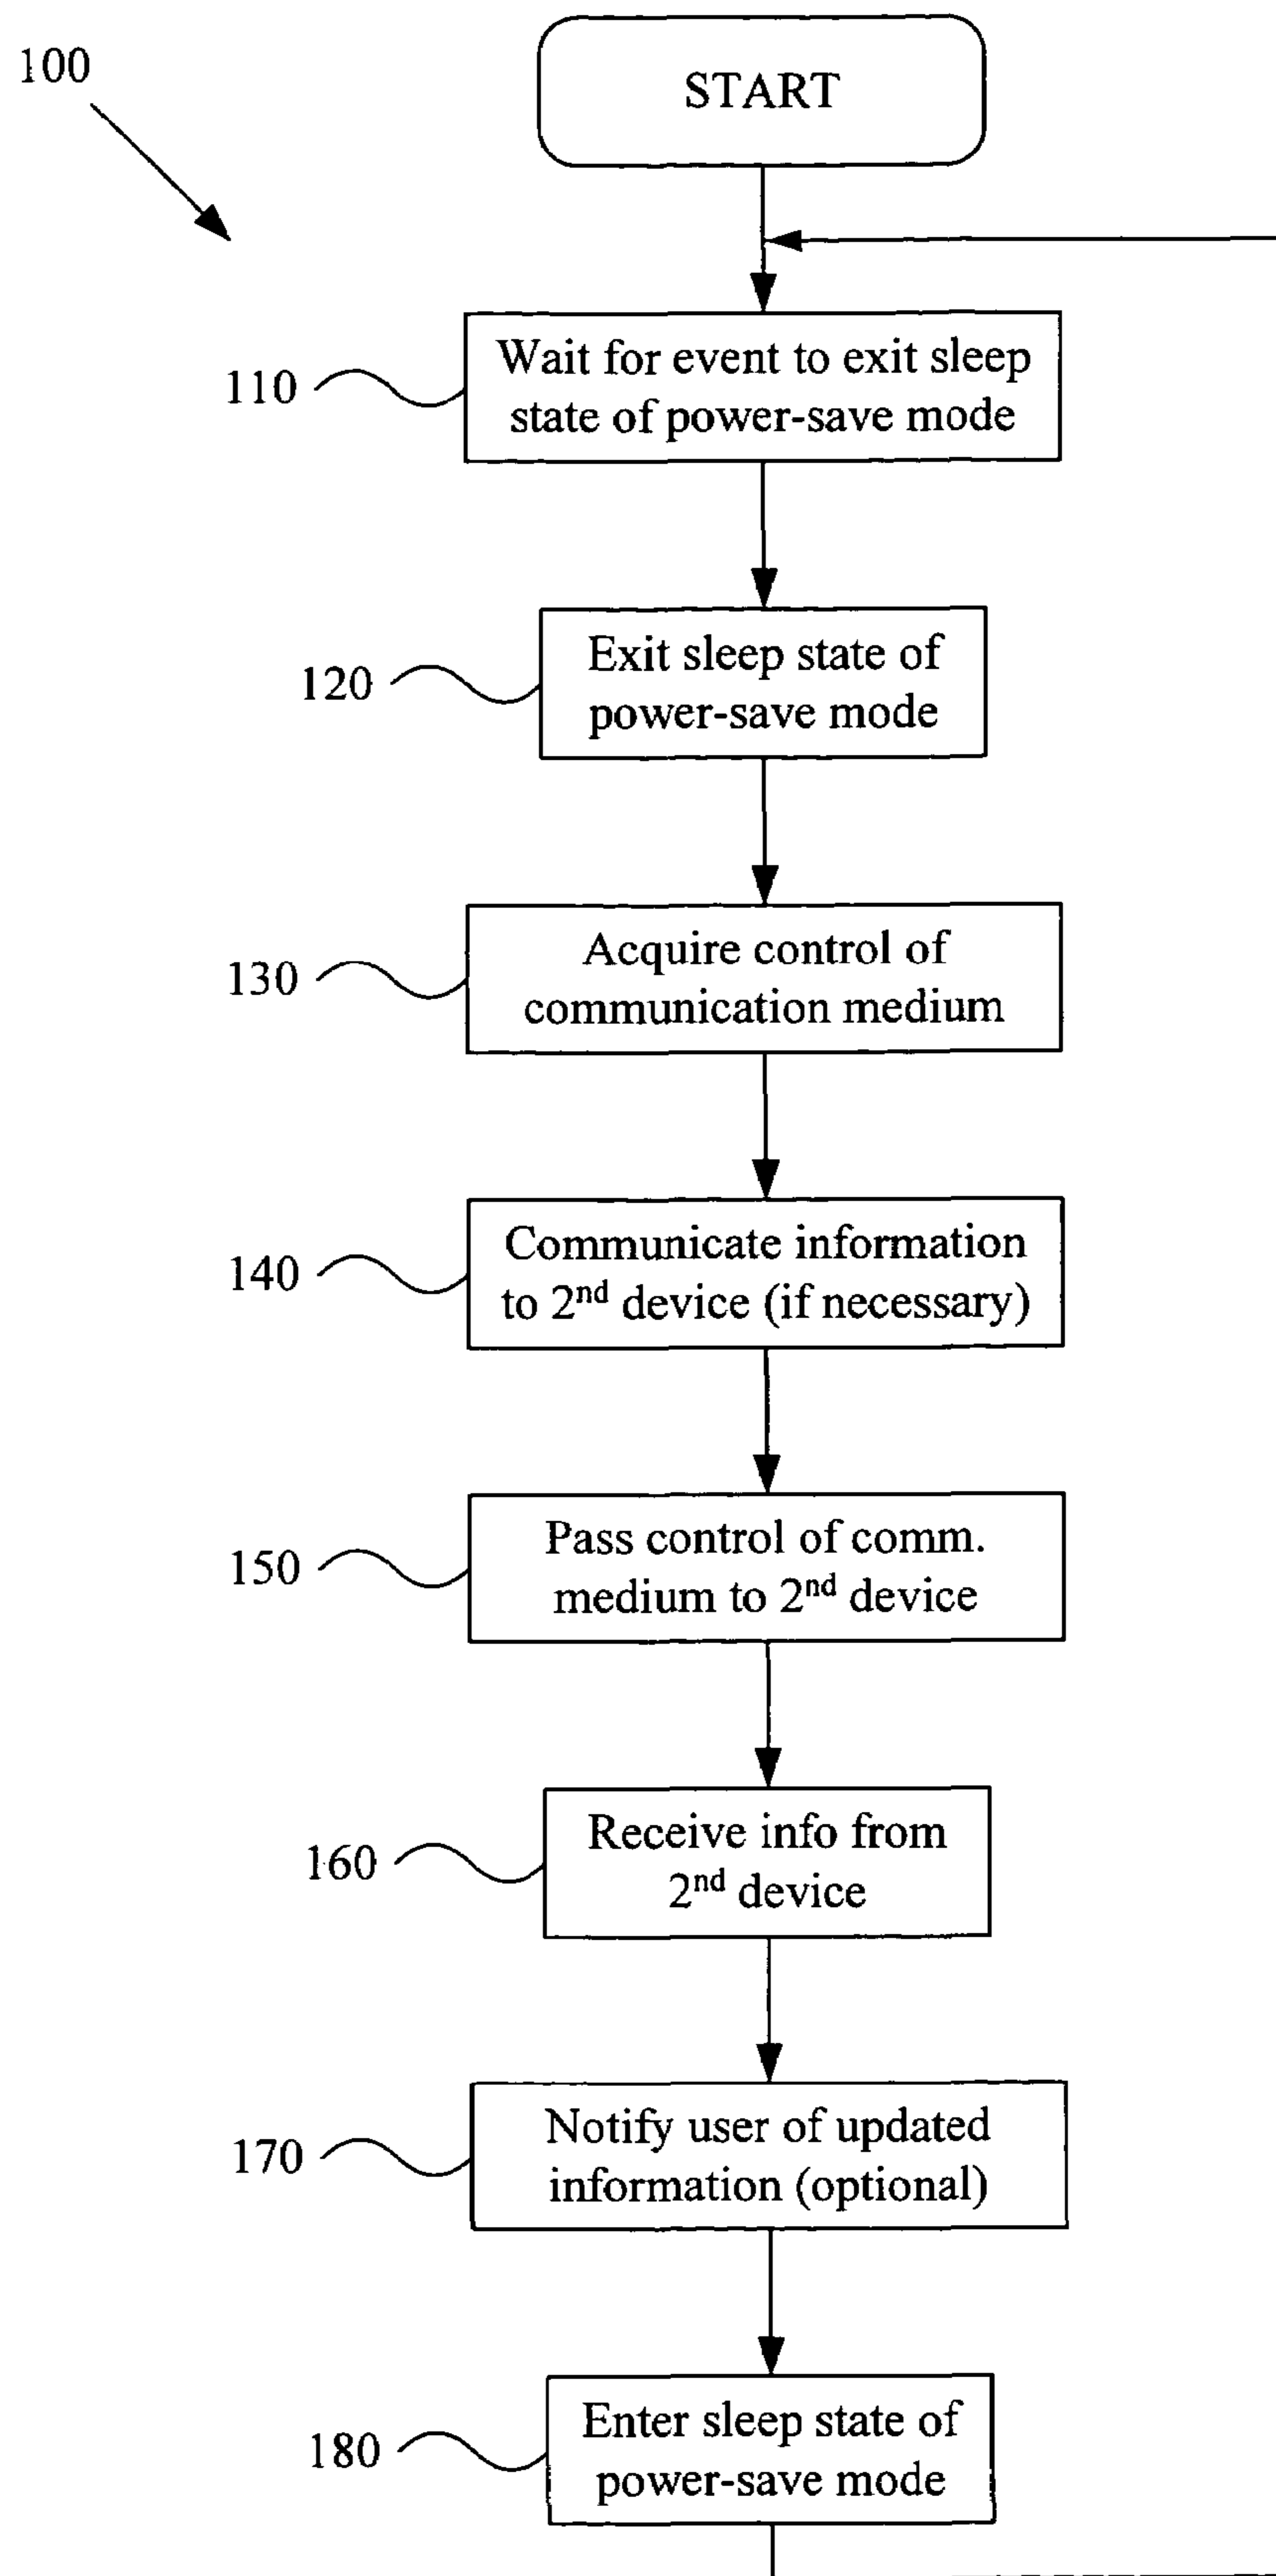 100
START
110
Wait for event to exit sleep
state of power-save mode
120
Exit sleep state of
power-save mode
130
Acquire control of
communication medium
140
Communicate information
to 2nd device (if necessary)
150
Pass control of comm.
medium to 2nd device
160
Receive info from
2nd device
170
Notify user of updated
information (optional)
180
Enter sleep state of
power-save mode